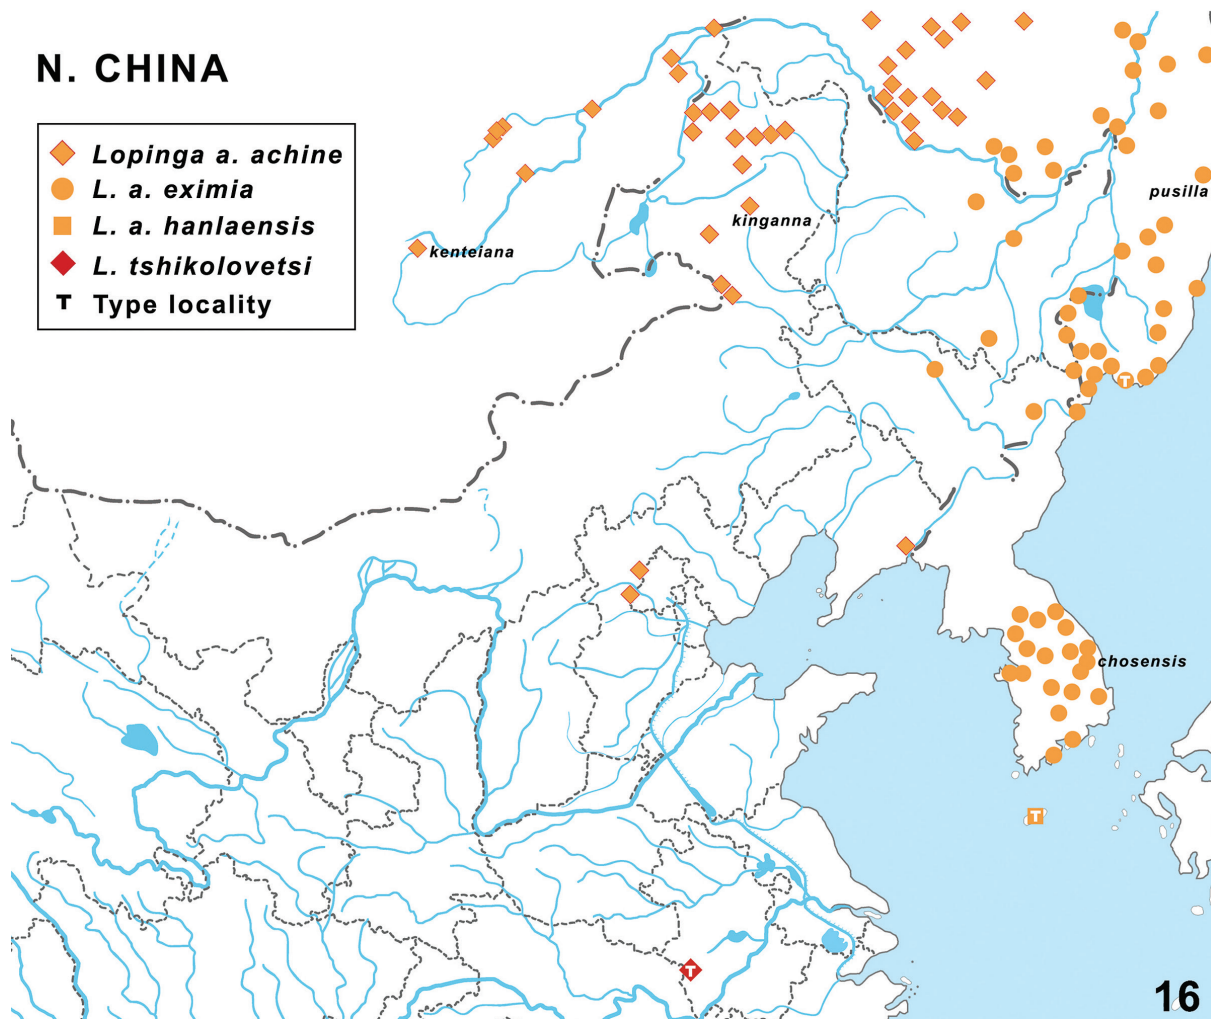 N. CHINA
Lopinga a. achine
L. a. eximia
L. a. hanlaensis
L. tshikolovetsi
T Type locality
pusilla
kinganna
kenteiana
T
chosensis
T
T
16